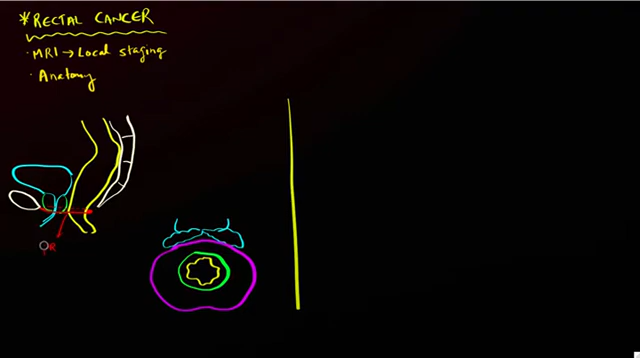 *RECTAL CANCER
· MRI → Local staging
· Anatomy